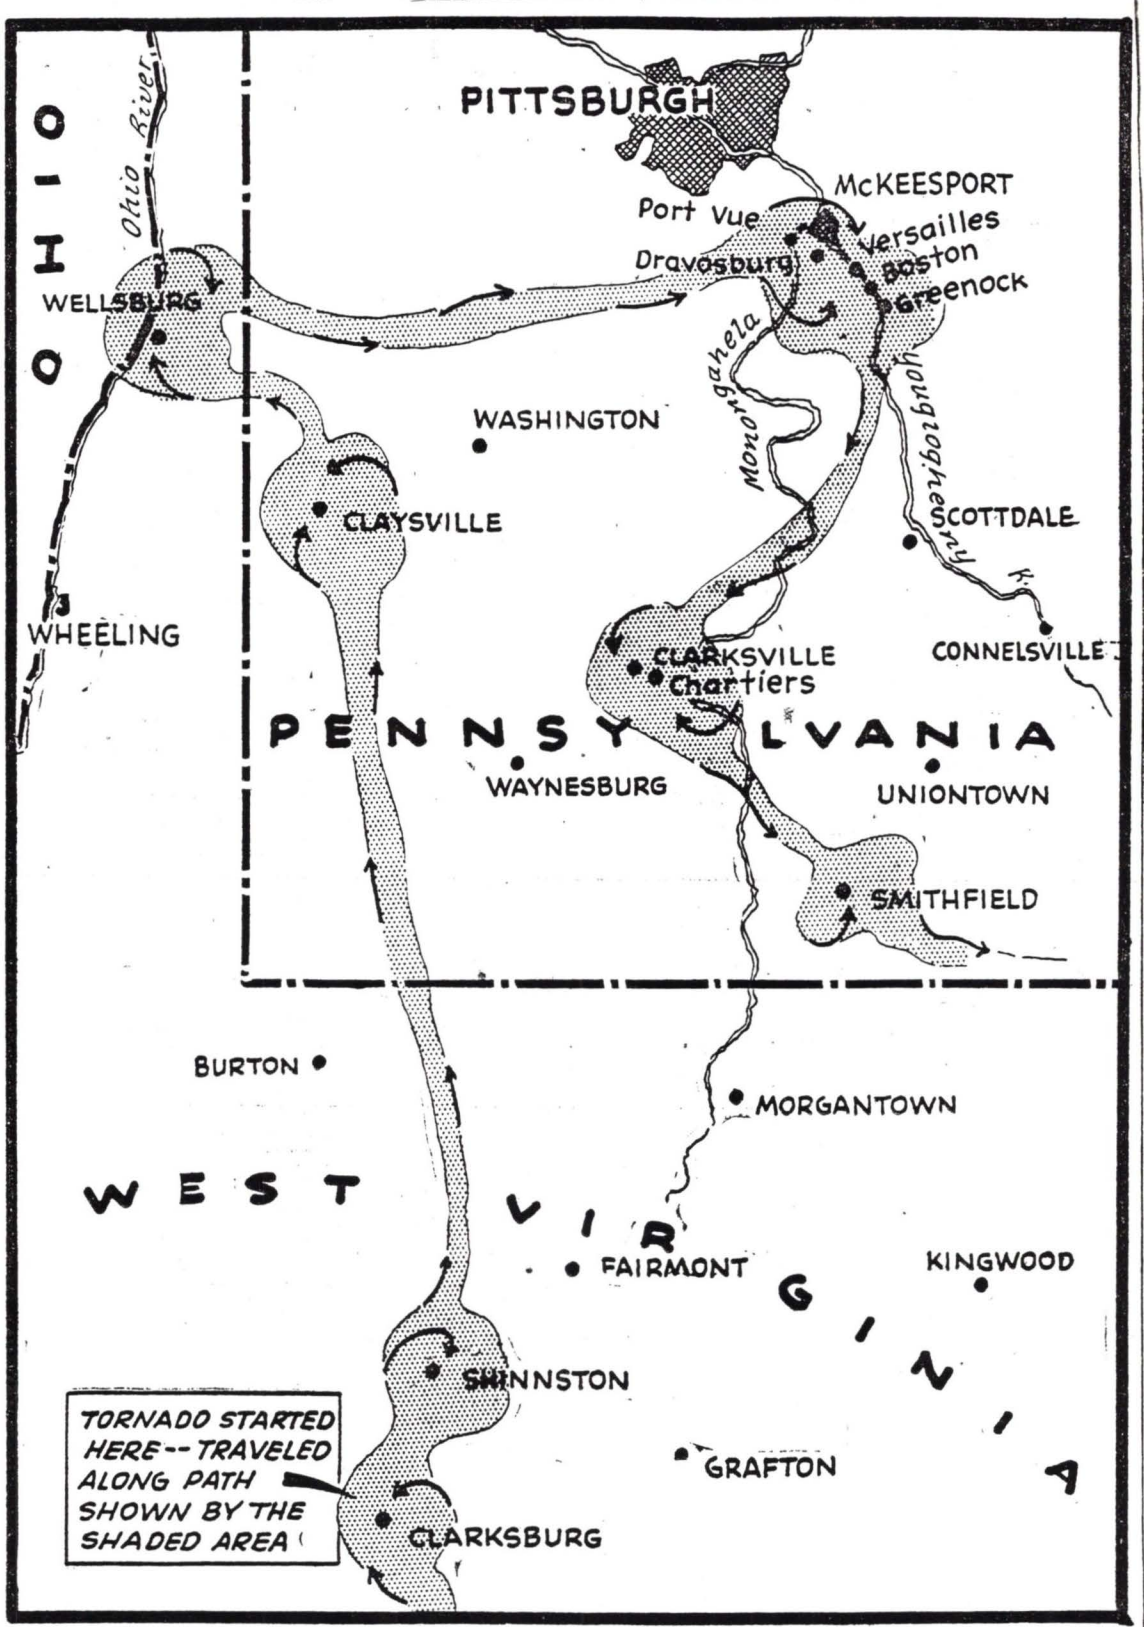 OHIO
Ohio River
PITTSBURGH
McKEESPORT
Port Vue
Versailles
Dravosburg
Boston
Greenock
WELLSBURG
Monongahela
Youghiogheny
WASHINGTON
CLAYSVILLE
SCOTTDALE
WHEELING
CONNELSVILLE
CLARKSVILLE
Chartiers
PENNSYLVANIA
WAYNESBURG
UNIONTOWN
SMITHFIELD
BURTON
MORGANTOWN
WEST VIRGINIA
FAIRMONT
KINGWOOD
SHINNSTON
GRAFTON
TORNADO STARTED
HERE--TRAVELED
ALONG PATH
SHOWN BY THE
SHADED AREA
CLARKSBURG